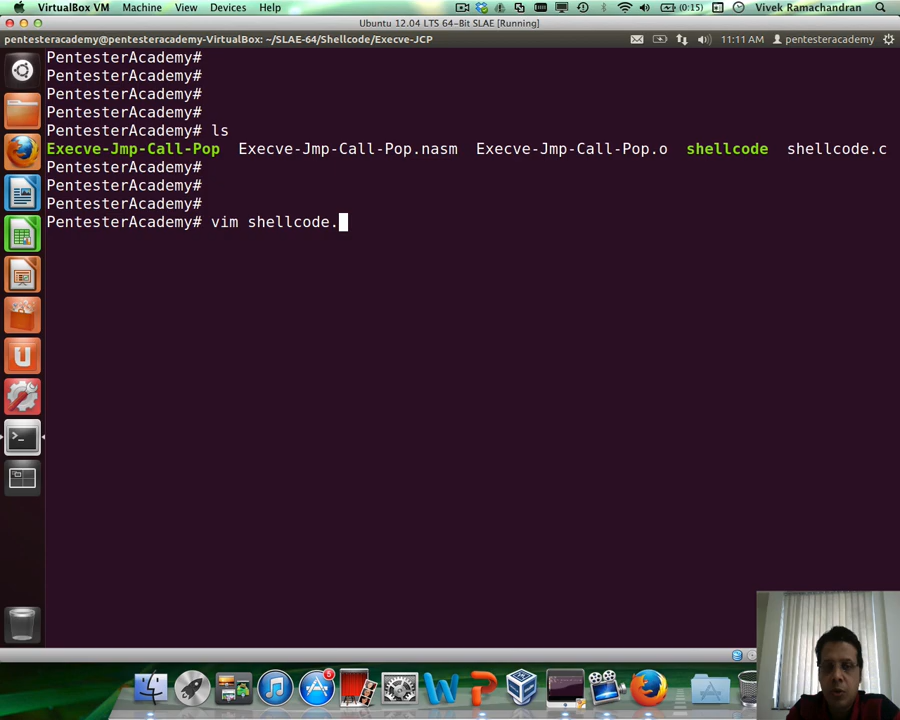 VirtualBox VM Machine View Devices Help (0:15) Vivek Ramachandran
Ubuntu 12.04 LTS 64-Bit SLAE [Running]
pentesteracademy@pentesteracademy-VirtualBox: ~/SLAE-64/Shellcode/Execve-JCP 11:11 AM pentesteracademy
PentesterAcademy#
PentesterAcademy#
PentesterAcademy#
PentesterAcademy#
PentesterAcademy# ls
Execve-Jmp-Call-Pop Execve-Jmp-Call-Pop.nasm Execve-Jmp-Call-Pop.o shellcode shellcode.c
PentesterAcademy#
PentesterAcademy#
PentesterAcademy#
PentesterAcademy# vim shellcode.